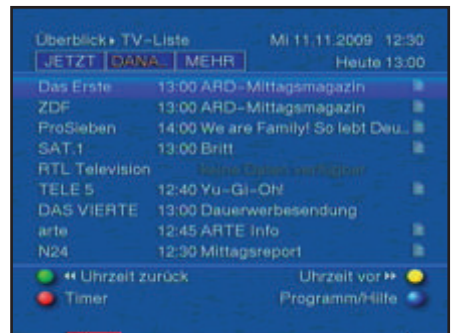 Überblick▸ TV-Liste Mi 11.11.2009 12:30
JETZT DANA.. MEHR Heute 13:00
Das Erste 13:00 ARD-Mittagsmagazin
ZDF 13:00 ARD-Mittagsmagazin
ProSieben 14:00 We are Family! So lebt Deu..
SAT.1 13:00 Britt
RTL Television Keine Daten verfügbar
TELE 5 12:40 Yu-Gi-Oh!
DAS VIERTE 13:00 Dauerwerbesendung
arte 12:45 ARTE Info
N24 12:30 Mittagsreport
◂◂ Uhrzeit zurück Uhrzeit vor ▸▸
Timer Programm/Hilfe